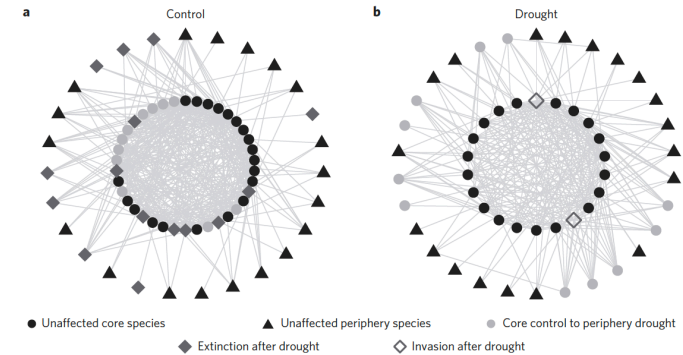 a Control
b Drought
Unaffected core species
Unaffected periphery species
Core control to periphery drought
Extinction after drought
Invasion after drought